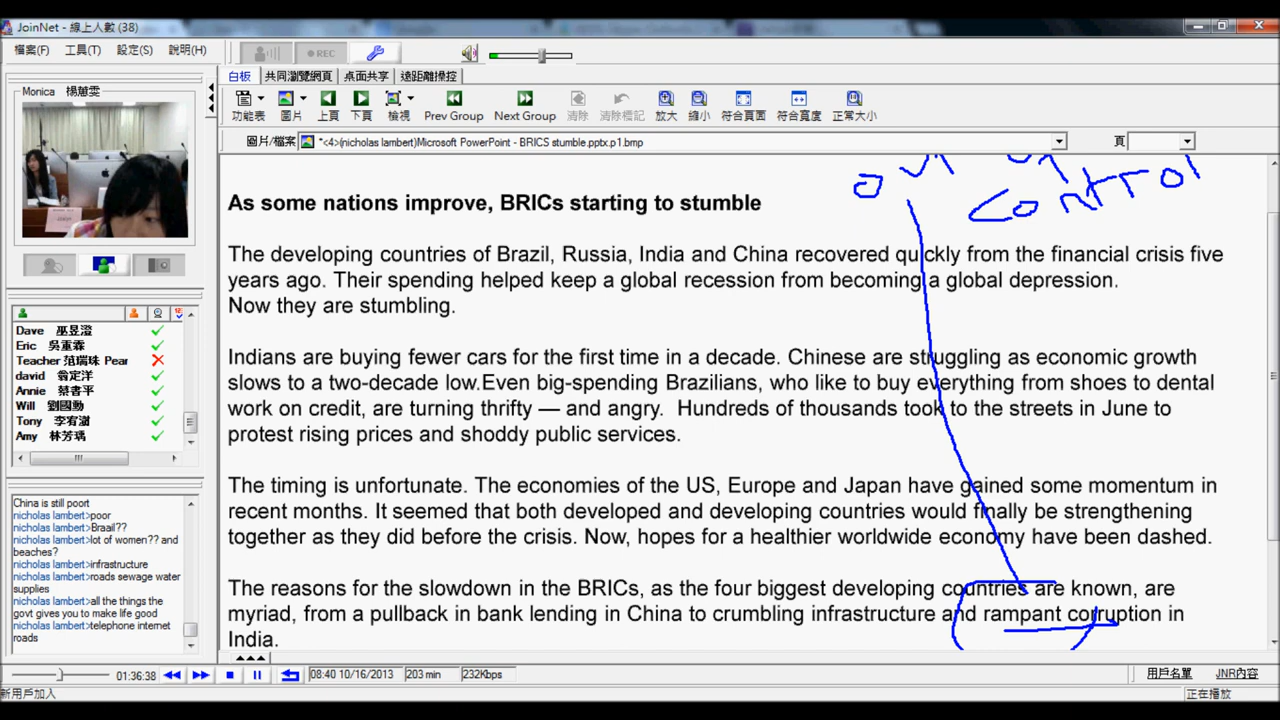 JoinNet - 線上人數 (38)
檔案(F) 工具(T) 設定(S) 說明(H)
REC
白板 共同瀏覽網頁 桌面共享 遠距離操控
功能表 圖片 上頁 下頁 檢視 Prev Group Next Group 清除 清除標記 放大 縮小 符合頁面 符合寬度 正常大小
圖片/檔案 *<4>(nicholas lambert)Microsoft PowerPoint - BRICS stumble.pptx.p1.bmp 頁
Monica 楊蕙雯
Dave 巫昱澄
Eric 吳重霖
Teacher 范瑞珠 Pear
david 翁定洋
Annie 蔡書平
Will 劉國勳
Tony 李宥澍
Amy 林芳瑀
China is still poort
nicholas lambert>poor
nicholas lambert>Braail??
nicholas lambert>lot of women?? and
beaches?
nicholas lambert>infrastructure
nicholas lambert>roads sewage water
supplies
nicholas lambert>all the things the
govt gives you to make life good
nicholas lambert>telephone internet
roads
out of
control
As some nations improve, BRICs starting to stumble
The developing countries of Brazil, Russia, India and China recovered quickly from the financial crisis five
years ago. Their spending helped keep a global recession from becoming a global depression.
Now they are stumbling.
Indians are buying fewer cars for the first time in a decade. Chinese are struggling as economic growth
slows to a two-decade low.Even big-spending Brazilians, who like to buy everything from shoes to dental
work on credit, are turning thrifty — and angry. Hundreds of thousands took to the streets in June to
protest rising prices and shoddy public services.
The timing is unfortunate. The economies of the US, Europe and Japan have gained some momentum in
recent months. It seemed that both developed and developing countries would finally be strengthening
together as they did before the crisis. Now, hopes for a healthier worldwide economy have been dashed.
The reasons for the slowdown in the BRICs, as the four biggest developing countries are known, are
myriad, from a pullback in bank lending in China to crumbling infrastructure and rampant corruption in
India.
01:36:38 08:40 10/16/2013 203 min 232Kbps 用戶名單 JNR內容
新用戶加入 正在播放